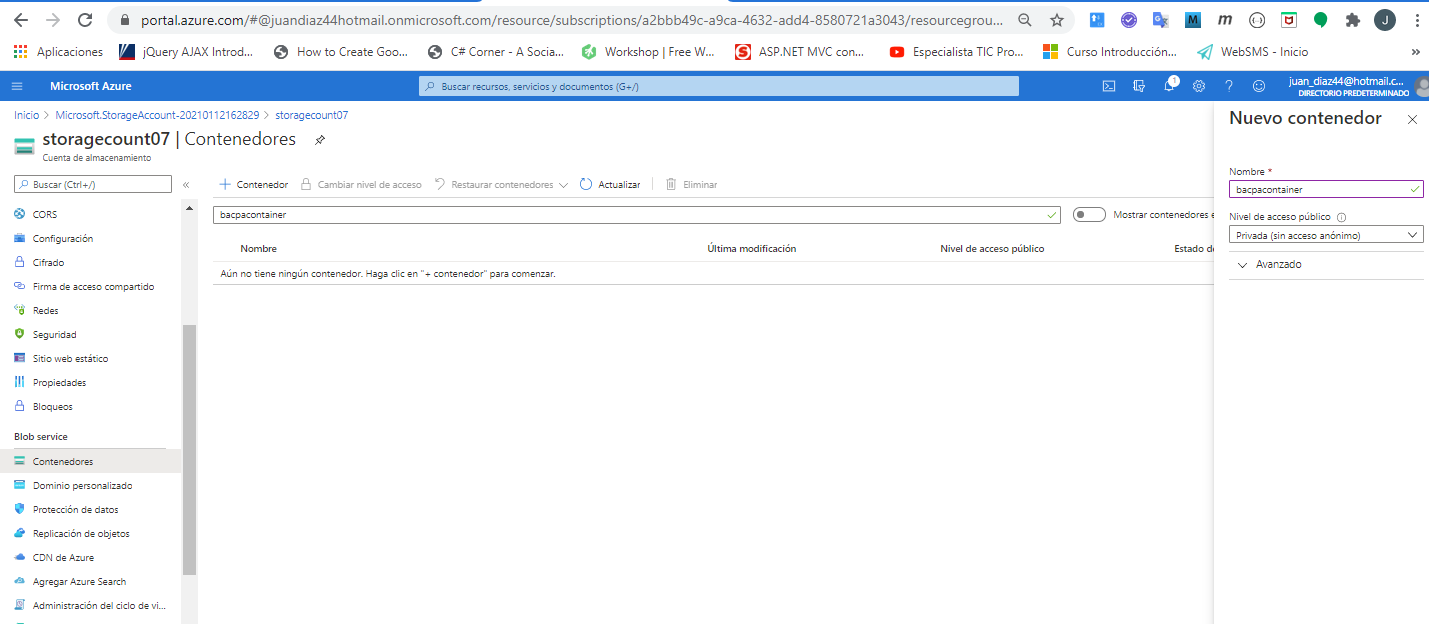 portal.azure.com/#@juandiaz44hotmail.onmicrosoft.com/resource/subscriptions/a2bbb49c-a9ca-4632-add4-8580721a3043/resourcegrou...
J
Aplicaciones jQuery AJAX Introd... How to Create Goo... C# Corner - A Socia... Workshop | Free W... ASP.NET MVC con... Especialista TIC Pro... Curso Introducción... WebSMS - Inicio »
Microsoft Azure
Buscar recursos, servicios y documentos (G+/)
1
juan_diaz44@hotmail.c...
DIRECTORIO PREDETERMINADO
Inicio > Microsoft.StorageAccount-20210112162829 > storagecount07
storagecount07 | Contenedores
Cuenta de almacenamiento
Buscar (Ctrl+/)
«
CORS
Configuración
Cifrado
Firma de acceso compartido
Redes
Seguridad
Sitio web estático
Propiedades
Bloqueos
Blob service
Contenedores
Dominio personalizado
Protección de datos
Replicación de objetos
CDN de Azure
Agregar Azure Search
Administración del ciclo de vi...
+ Contenedor Cambiar nivel de acceso Restaurar contenedores Actualizar Eliminar
bacpacontainer
Mostrar contenedores e
Nombre Última modificación Nivel de acceso público Estado de
Aún no tiene ningún contenedor. Haga clic en "+ contenedor" para comenzar.
Nuevo contenedor
Nombre *
bacpacontainer
Nivel de acceso público
Privada (sin acceso anónimo)
Avanzado